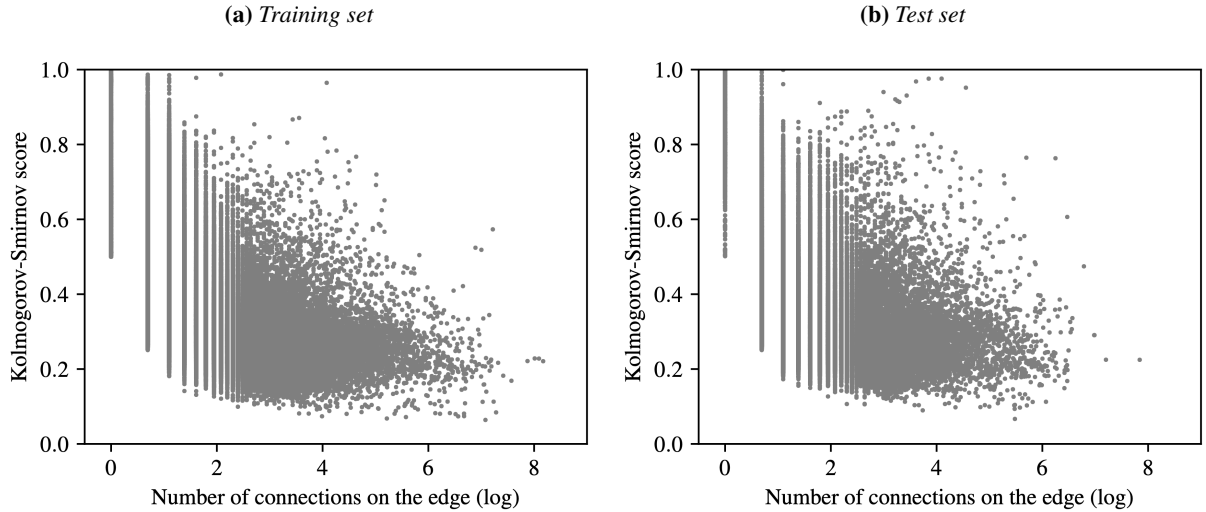 (a) Training set
(b) Test set
1.0
0.8
0.6
0.4
0.2
0.0
Kolmogorov-Smirnov score
0 2 4 6 8
Number of connections on the edge (log)
1.0
0.8
0.6
0.4
0.2
0.0
Kolmogorov-Smirnov score
0 2 4 6 8
Number of connections on the edge (log)